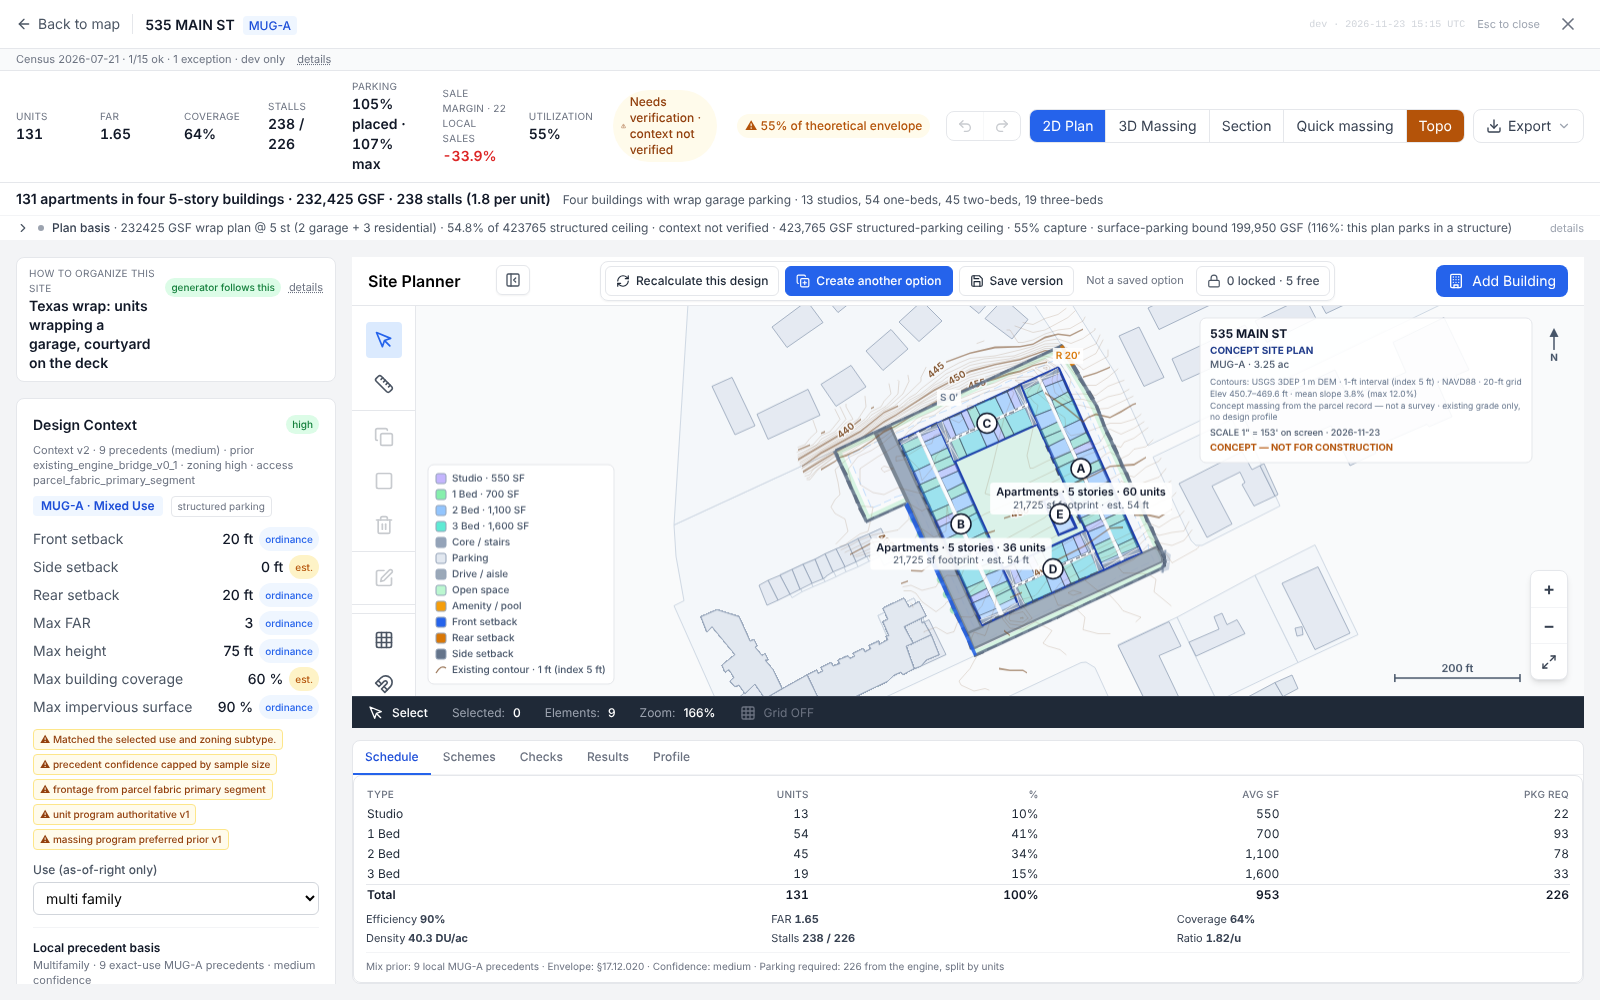 Back to map
535 MAIN ST
MUG-A
dev · 2026-11-23 15:15 UTC
Esc to close
Census 2026-07-21 · 1/15 ok · 1 exception · dev only
details
UNITS
131
FAR
1.65
COVERAGE
64%
STALLS
238 /
226
PARKING
105%
placed ·
107%
max
SALE
MARGIN · 22
LOCAL
SALES
-33.9%
UTILIZATION
55%
Needs
verification ·
context not
verified
55% of theoretical envelope
2D Plan
3D Massing
Section
Quick massing
Topo
Export
131 apartments in four 5-story buildings · 232,425 GSF · 238 stalls (1.8 per unit)
Four buildings with wrap garage parking · 13 studios, 54 one-beds, 45 two-beds, 19 three-beds
Plan basis · 232425 GSF wrap plan @ 5 st (2 garage + 3 residential) · 54.8% of 423765 structured ceiling · context not verified · 423,765 GSF structured-parking ceiling · 55% capture · surface-parking bound 199,950 GSF (116%: this plan parks in a structure)
details
HOW TO ORGANIZE THIS
SITE
generator follows this
details
Texas wrap: units
wrapping a
garage, courtyard
on the deck
Design Context
high
Context v2 · 9 precedents (medium) · prior
existing_engine_bridge_v0_1 · zoning high · access
parcel_fabric_primary_segment
MUG-A · Mixed Use
structured parking
Front setback 20 ft ordinance
Side setback 0 ft est.
Rear setback 20 ft ordinance
Max FAR 3 ordinance
Max height 75 ft ordinance
Max building coverage 60 % est.
Max impervious surface 90 % ordinance
Matched the selected use and zoning subtype.
precedent confidence capped by sample size
frontage from parcel fabric primary segment
unit program authoritative v1
massing program preferred prior v1
Use (as-of-right only)
multi family
Local precedent basis
Multifamily · 9 exact-use MUG-A precedents · medium
confidence
Site Planner
Recalculate this design
Create another option
Save version
Not a saved option
0 locked · 5 free
Add Building
Studio · 550 SF
1 Bed · 700 SF
2 Bed · 1,100 SF
3 Bed · 1,600 SF
Core / stairs
Parking
Drive / aisle
Open space
Amenity / pool
Front setback
Rear setback
Side setback
Existing contour · 1 ft (index 5 ft)
R 20'
445
450
455
S 0'
440
C
A
Apartments · 5 stories · 60 units
21,725 sf footprint · est. 54 ft
E
B
Apartments · 5 stories · 36 units
21,725 sf footprint · est. 54 ft
D
535 MAIN ST
CONCEPT SITE PLAN
MUG-A · 3.25 ac
Contours: USGS 3DEP 1 m DEM · 1-ft interval (index 5 ft) · NAVD88 · 20-ft grid
Elev 450.7–469.6 ft · mean slope 3.8% (max 12.0%)
Concept massing from the parcel record — not a survey · existing grade only,
no design profile
SCALE 1" = 153' on screen · 2026-11-23
CONCEPT — NOT FOR CONSTRUCTION
N
200 ft
Select
Selected: 0
Elements: 9
Zoom: 166%
Grid OFF
Schedule
Schemes
Checks
Results
Profile
TYPE UNITS % AVG SF PKG REQ
Studio 13 10% 550 22
1 Bed 54 41% 700 93
2 Bed 45 34% 1,100 78
3 Bed 19 15% 1,600 33
Total 131 100% 953 226
Efficiency 90% FAR 1.65 Coverage 64%
Density 40.3 DU/ac Stalls 238 / 226 Ratio 1.82/u
Mix prior: 9 local MUG-A precedents · Envelope: §17.12.020 · Confidence: medium · Parking required: 226 from the engine, split by units